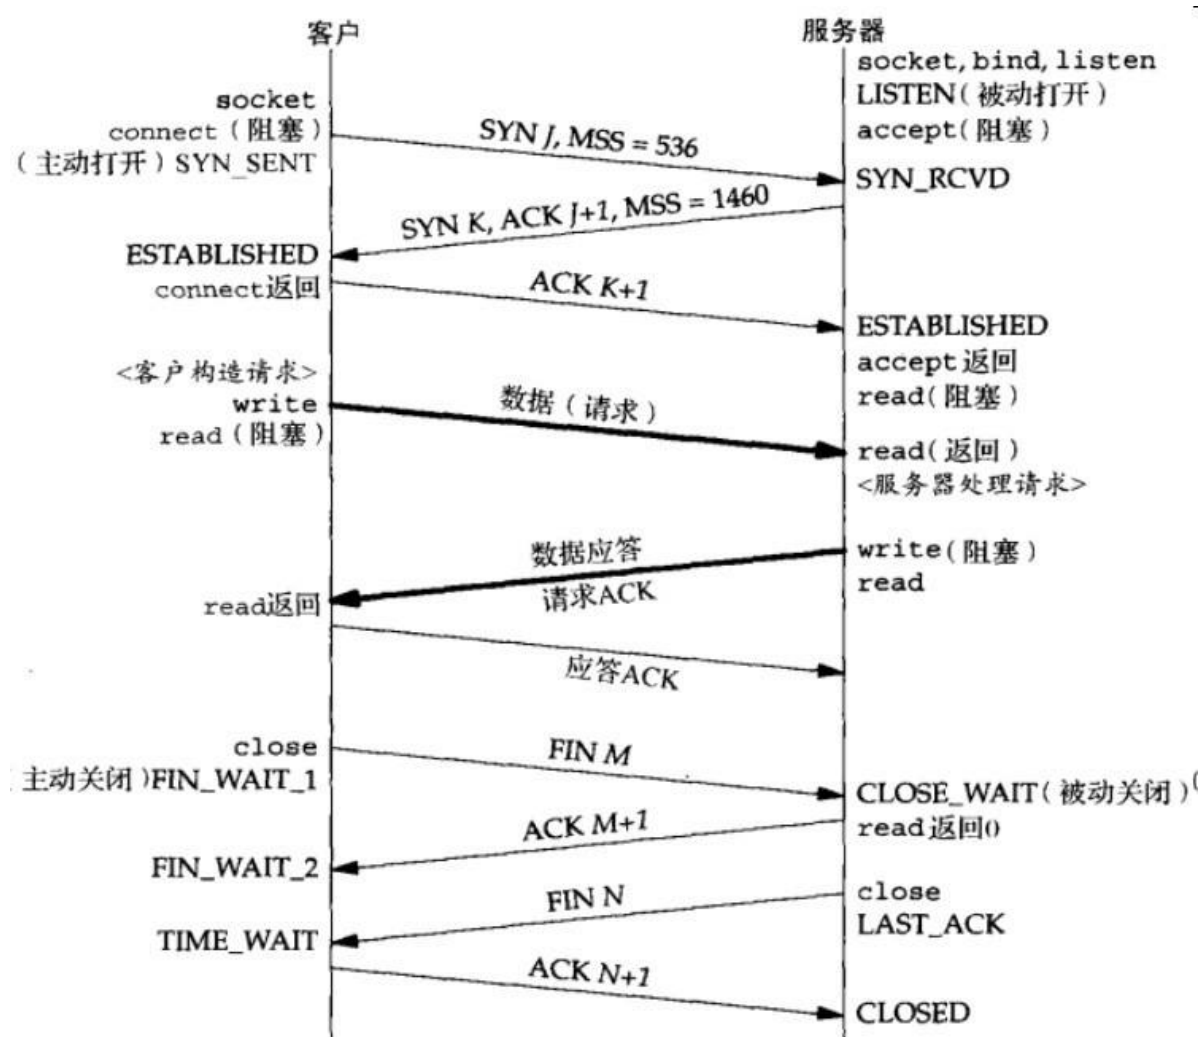 客户
服务器
socket, bind, listen
LISTEN(被动打开)
accept(阻塞)
socket
connect (阻塞)
(主动打开) SYN_SENT
SYN J, MSS = 536
SYN_RCVD
SYN K, ACK J+1, MSS = 1460
ESTABLISHED
connect返回
ACK K+1
ESTABLISHED
accept返回
read(阻塞)
<客户构造请求>
write
read (阻塞)
数据 (请求)
read(返回)
<服务器处理请求>
write(阻塞)
read
数据应答
请求ACK
read返回
应答ACK
close
主动关闭)FIN_WAIT_1
FIN M
CLOSE_WAIT(被动关闭)(
read返回0
ACK M+1
FIN_WAIT_2
close
LAST_ACK
FIN N
TIME_WAIT
ACK N+1
CLOSED